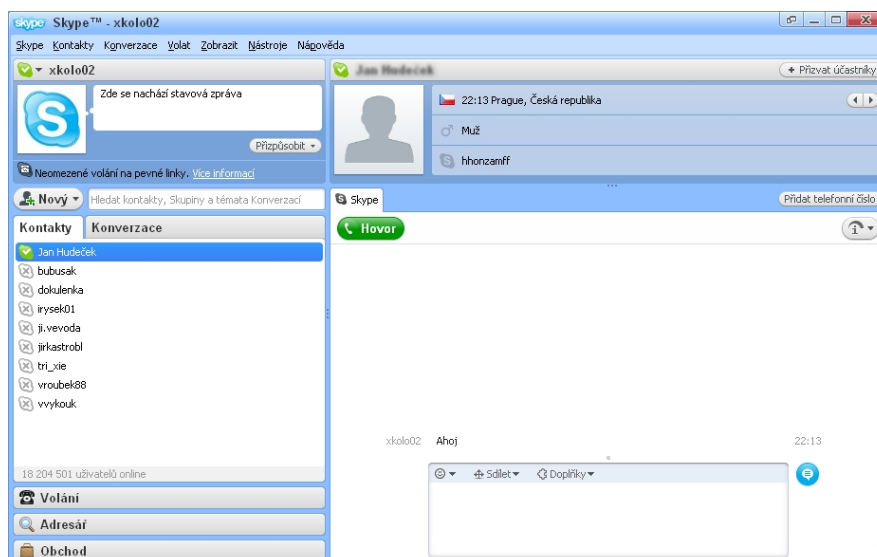 Skype™ - xkolo02
Skype Kontakty Konverzace Volat Zobrazit Nástroje Nápověda
xkolo02
Zde se nachází stavová zpráva
Přizpůsobit
Neomezené volání na pevné linky. Více informací
Nový
Hledat kontakty, Skupiny a témata Konverzací
Kontakty Konverzace
Jan Hudeček
bubusak
dokulenka
irysek01
ji.vevoda
jirkastrobl
tri_xie
vroubek88
vvykouk
18 204 501 uživatelů online
Volání
Adresář
Obchod
Jan Hudeček
+ Přizvat účastníky
22:13 Prague, Česká republika
Muž
hhonzamff
Skype
Přidat telefonní číslo
Hovor
xkolo02 Ahoj 22:13
Sdílet Doplňky